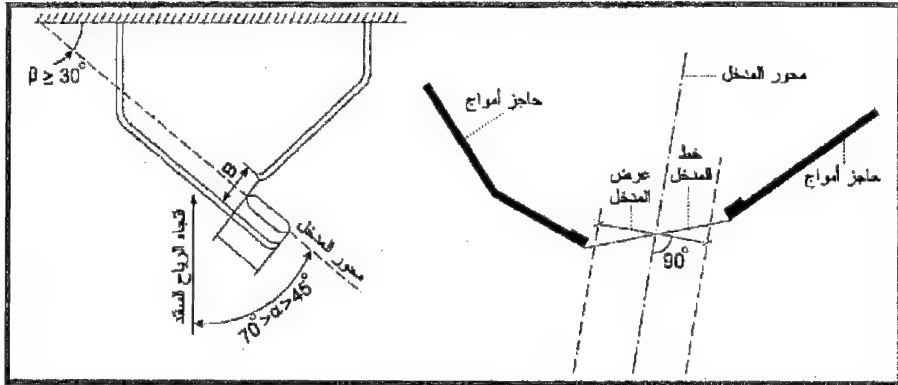 β ≥ 30°
B
اتجاه الرياح السائد
محور المدخل
70°>α>45°
محور المدخل
حاجز أمواج
خط
المدخل
عرض
المدخل
حاجز أمواج
90°